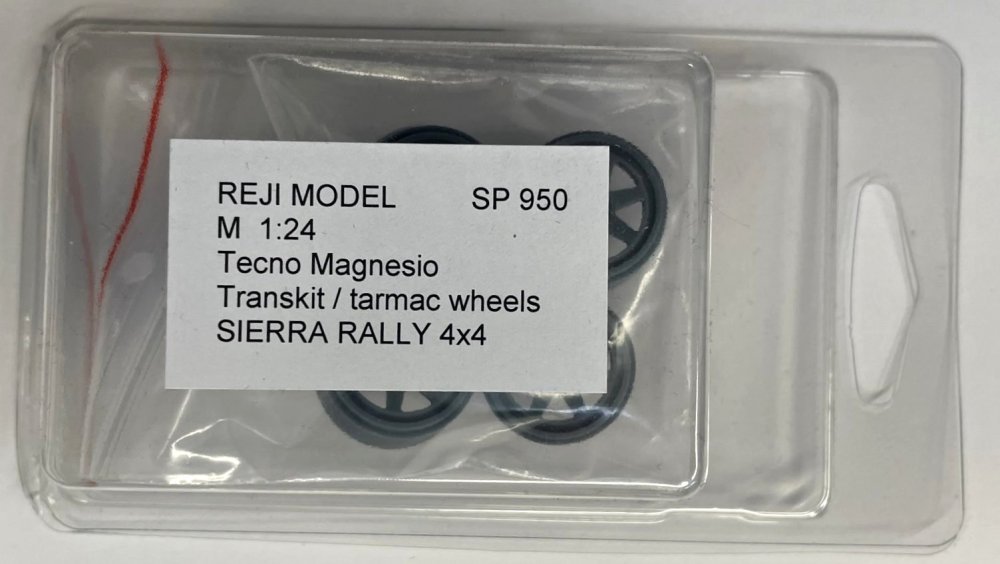 REJI MODEL SP 950
M 1:24
Tecno Magnesio
Transkit / tarmac wheels
SIERRA RALLY 4x4